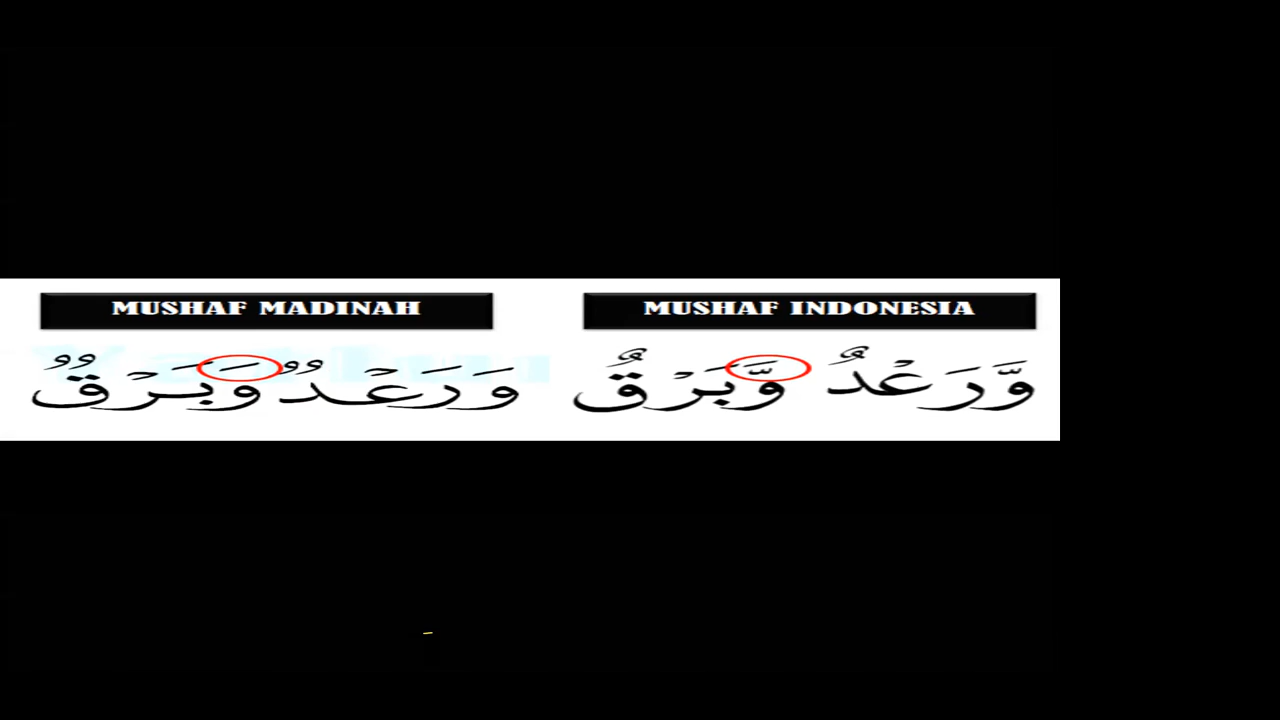 MUSHAF MADINAH
MUSHAF INDONESIA
وَرَعْدٌ وَبَرْقٌ
وَّرَعْدٌ وَّبَرْقٌ